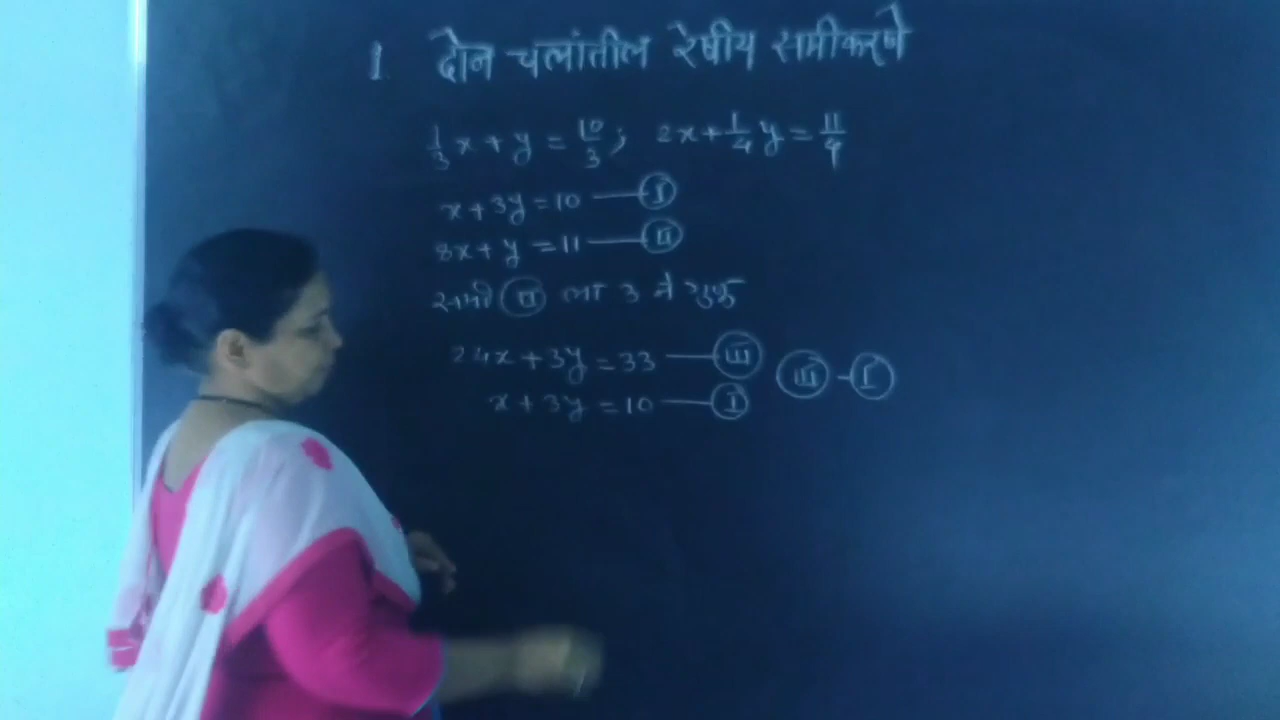 1. दोन चलांतील रेषीय समीकरणे
1/3 x + y = 10/3 ; 2x + 1/4 y = 11/4
x + 3y = 10 — I
8x + y = 11 — II
समी II ला 3 ने गुणू
24x + 3y = 33 — III
x + 3y = 10 — I
III - I